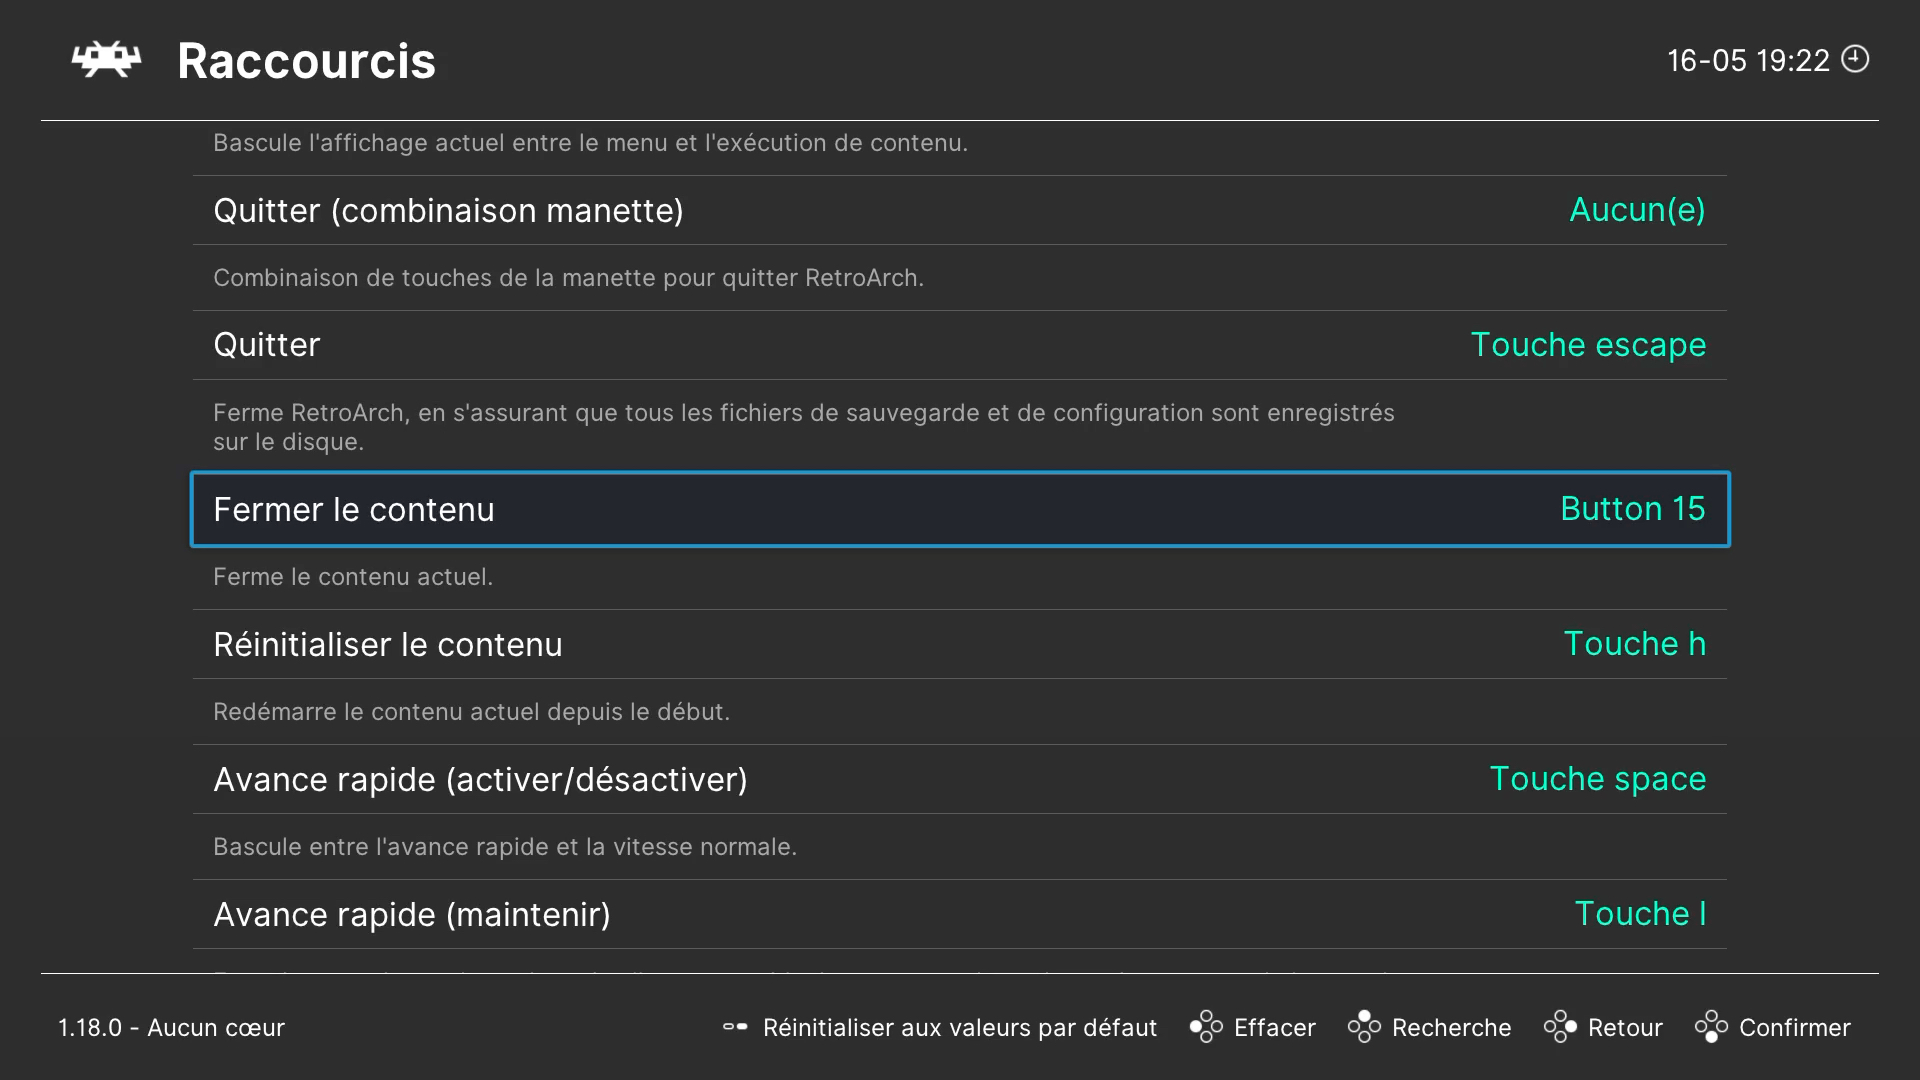 Raccourcis
16-05 19:22
Bascule l'affichage actuel entre le menu et l'exécution de contenu.
Quitter (combinaison manette)
Aucun(e)
Combinaison de touches de la manette pour quitter RetroArch.
Quitter
Touche escape
Ferme RetroArch, en s'assurant que tous les fichiers de sauvegarde et de configuration sont enregistrés
sur le disque.
Fermer le contenu
Button 15
Ferme le contenu actuel.
Réinitialiser le contenu
Touche h
Redémarre le contenu actuel depuis le début.
Avance rapide (activer/désactiver)
Touche space
Bascule entre l'avance rapide et la vitesse normale.
Avance rapide (maintenir)
Touche l
1.18.0 - Aucun cœur
Réinitialiser aux valeurs par défaut
Effacer
Recherche
Retour
Confirmer